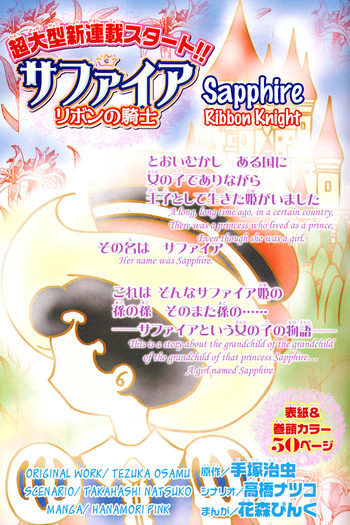 超大型新連載スタート!!
サファイア
リボンの騎士
Sapphire
Ribbon Knight
とおいむかし ある国に
女の子でありながら
王子として生きた姫がいました
A long, long time ago, in a certain country,
There was a princess who lived as a prince,
Even though she was a girl.
その名は サファイア
Her name was Sapphire.
これは そんなサファイア姫の
孫の孫 そのまた孫の……
──サファイアという女の子の物語──
This is a story about the grandchild of the grandchild
of the grandchild of that princess Sapphire...
A girl named Sapphire.
表紙&
巻頭カラー
50ページ
ORIGINAL WORK/ TEZUKA OSAMU
SCENARIO/ TAKAHASHI NATSUKO
MANGA/ HANAMORI PINK
原作/手塚治虫
シナリオ/高橋ナツコ
まんが/花森ぴんく